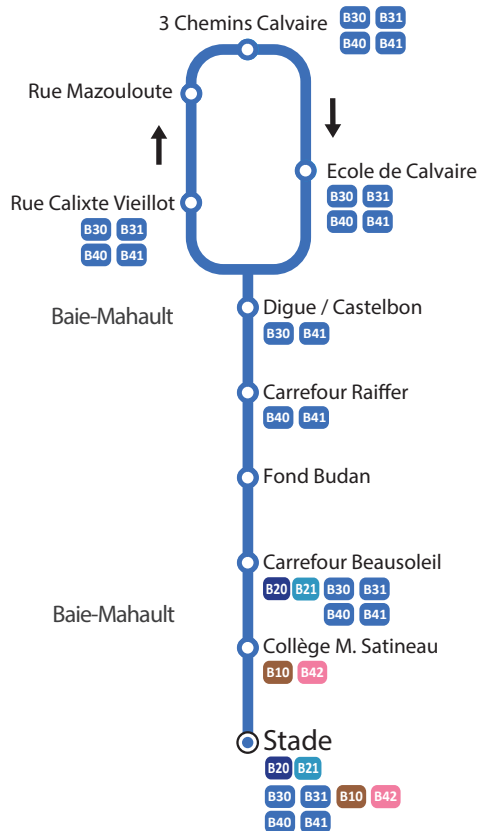 3 Chemins Calvaire
B30 B31
B40 B41
Rue Mazouloute
Ecole de Calvaire
B30 B31
B40 B41
Rue Calixte Vieillot
B30 B31
B40 B41
Digue / Castelbon
B30 B41
Baie-Mahault
Carrefour Raiffer
B40 B41
Fond Budan
Carrefour Beausoleil
B20 B21 B30 B31
B40 B41
Baie-Mahault
Collège M. Satineau
B10 B42
Stade
B20 B21
B30 B31 B10 B42
B40 B41